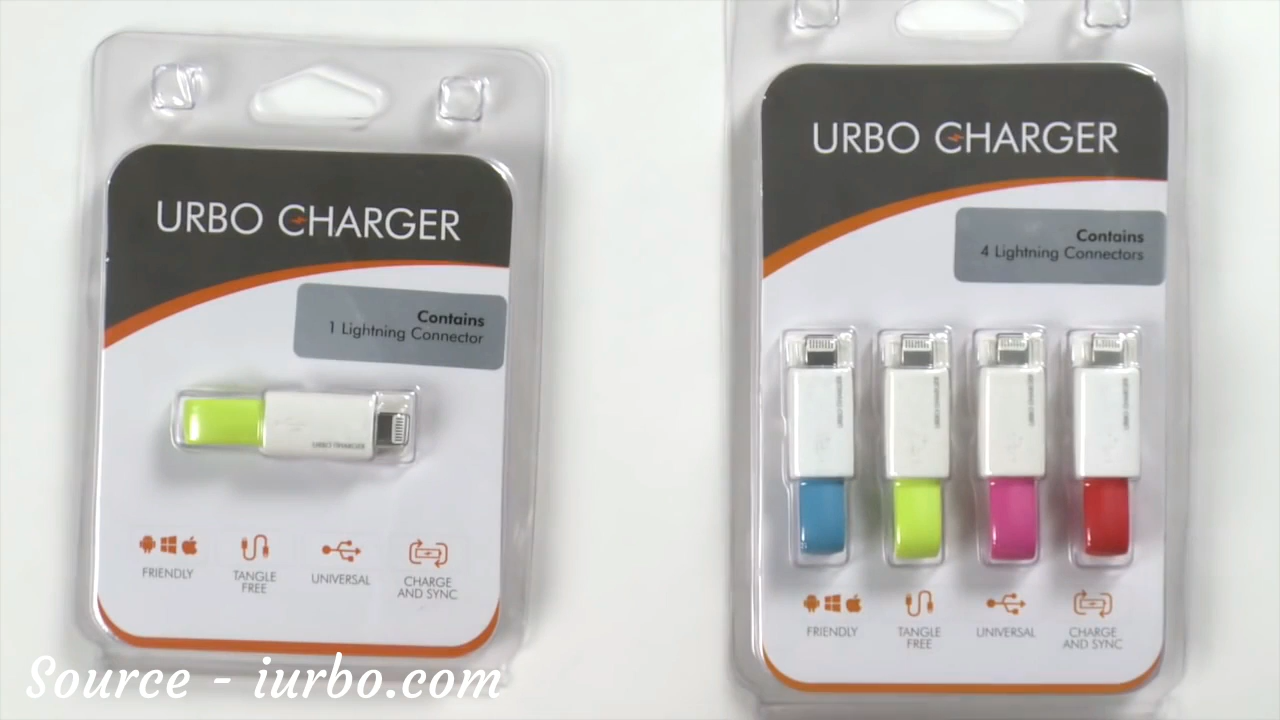 URBO CHARGER
Contains
1 Lightning Connector
FRIENDLY
TANGLE
FREE
UNIVERSAL
CHARGE
AND SYNC
URBO CHARGER
Contains
4 Lightning Connectors
FRIENDLY
TANGLE
FREE
UNIVERSAL
CHARGE
AND SYNC
Source - iurbo.com